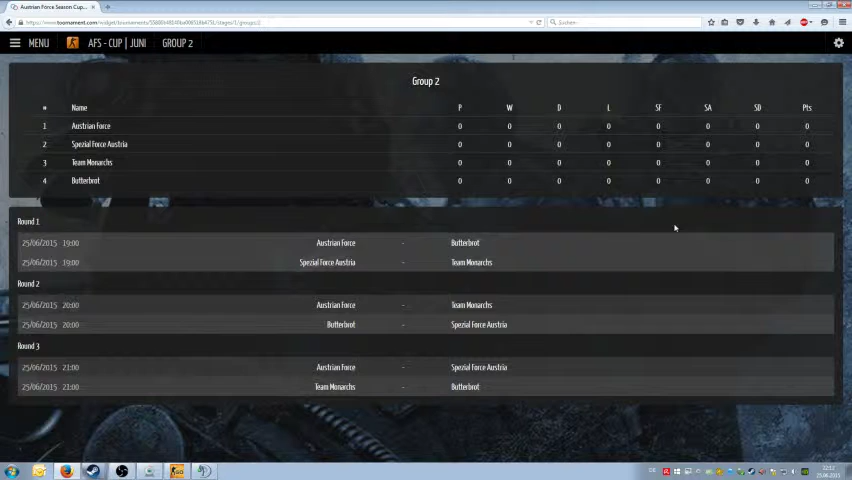 Austrian Force Season Cup...
Suchen
MENU AFS - CUP | JUNI GROUP 2
Group 2
# Name P W D L SF SA SD Pts
1 Austrian Force 0 0 0 0 0 0 0 0
2 Spezial Force Austria 0 0 0 0 0 0 0 0
3 Team Monarchs 0 0 0 0 0 0 0 0
4 Butterbrot 0 0 0 0 0 0 0 0
Round 1
25/06/2015 19:00 Austrian Force - Butterbrot
25/06/2015 19:00 Spezial Force Austria - Team Monarchs
Round 2
25/06/2015 20:00 Austrian Force - Team Monarchs
25/06/2015 20:00 Butterbrot - Spezial Force Austria
Round 3
25/06/2015 21:00 Austrian Force - Spezial Force Austria
25/06/2015 21:00 Team Monarchs - Butterbrot
DE